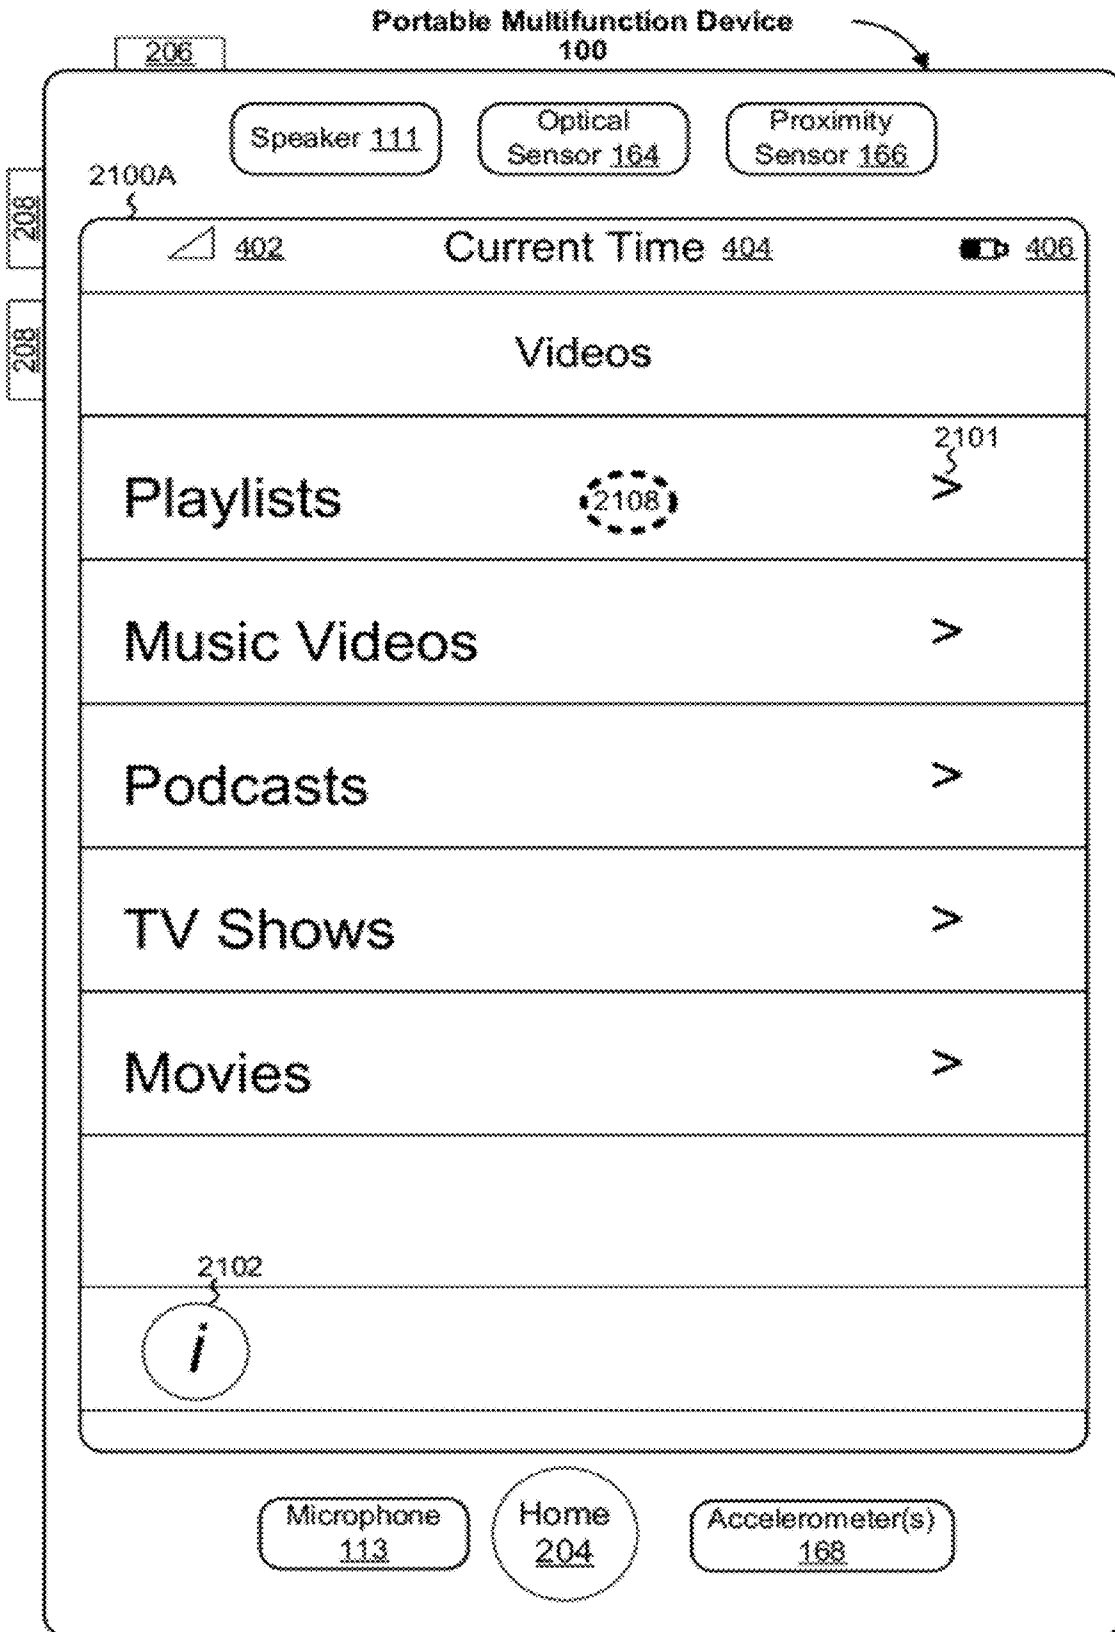 Portable Multifunction Device
100
206
Speaker 111
Optical
Sensor 164
Proximity
Sensor 166
2100A
208
402
Current Time 404
406
208
Videos
2101
Playlists
2108
>
Music Videos
>
Podcasts
>
TV Shows
>
Movies
>
2102
i
Microphone
113
Home
204
Accelerometer(s)
168